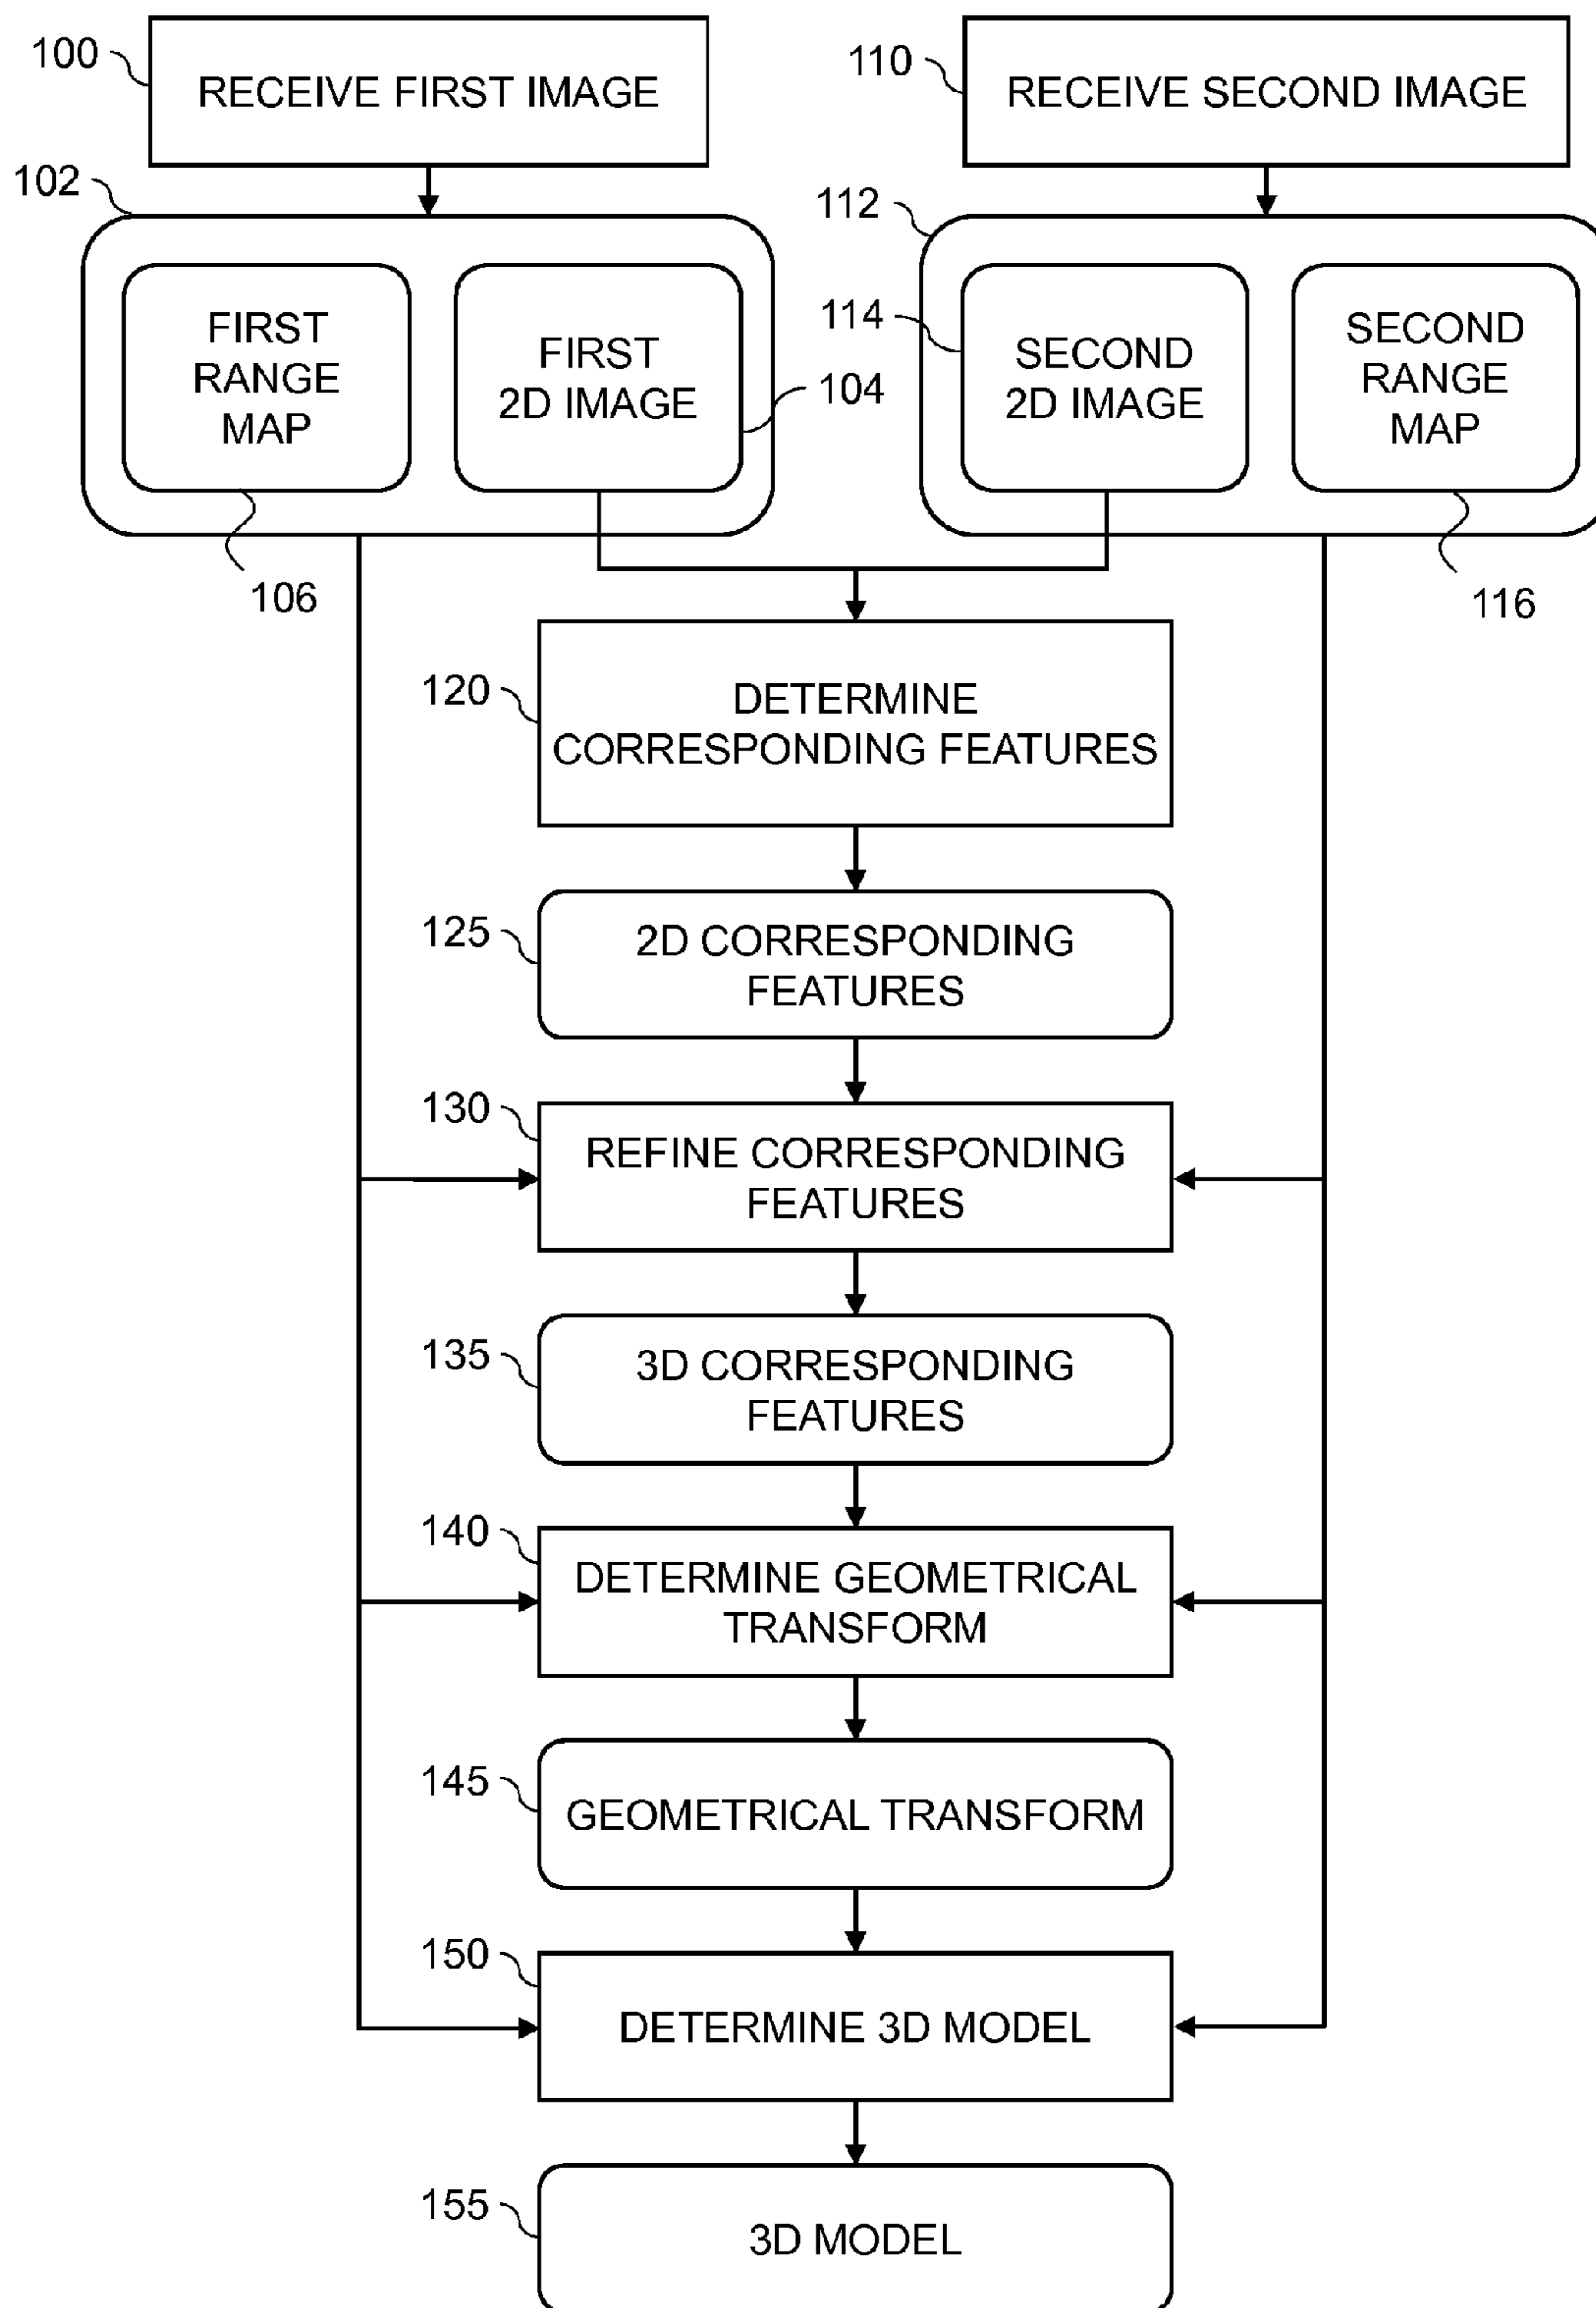 100
RECEIVE FIRST IMAGE
110
RECEIVE SECOND IMAGE
102
112
FIRST
RANGE
MAP
FIRST
2D IMAGE
104
114
SECOND
2D IMAGE
SECOND
RANGE
MAP
106
116
120
DETERMINE
CORRESPONDING FEATURES
125
2D CORRESPONDING
FEATURES
130
REFINE CORRESPONDING
FEATURES
135
3D CORRESPONDING
FEATURES
140
DETERMINE GEOMETRICAL
TRANSFORM
145
GEOMETRICAL TRANSFORM
150
DETERMINE 3D MODEL
155
3D MODEL